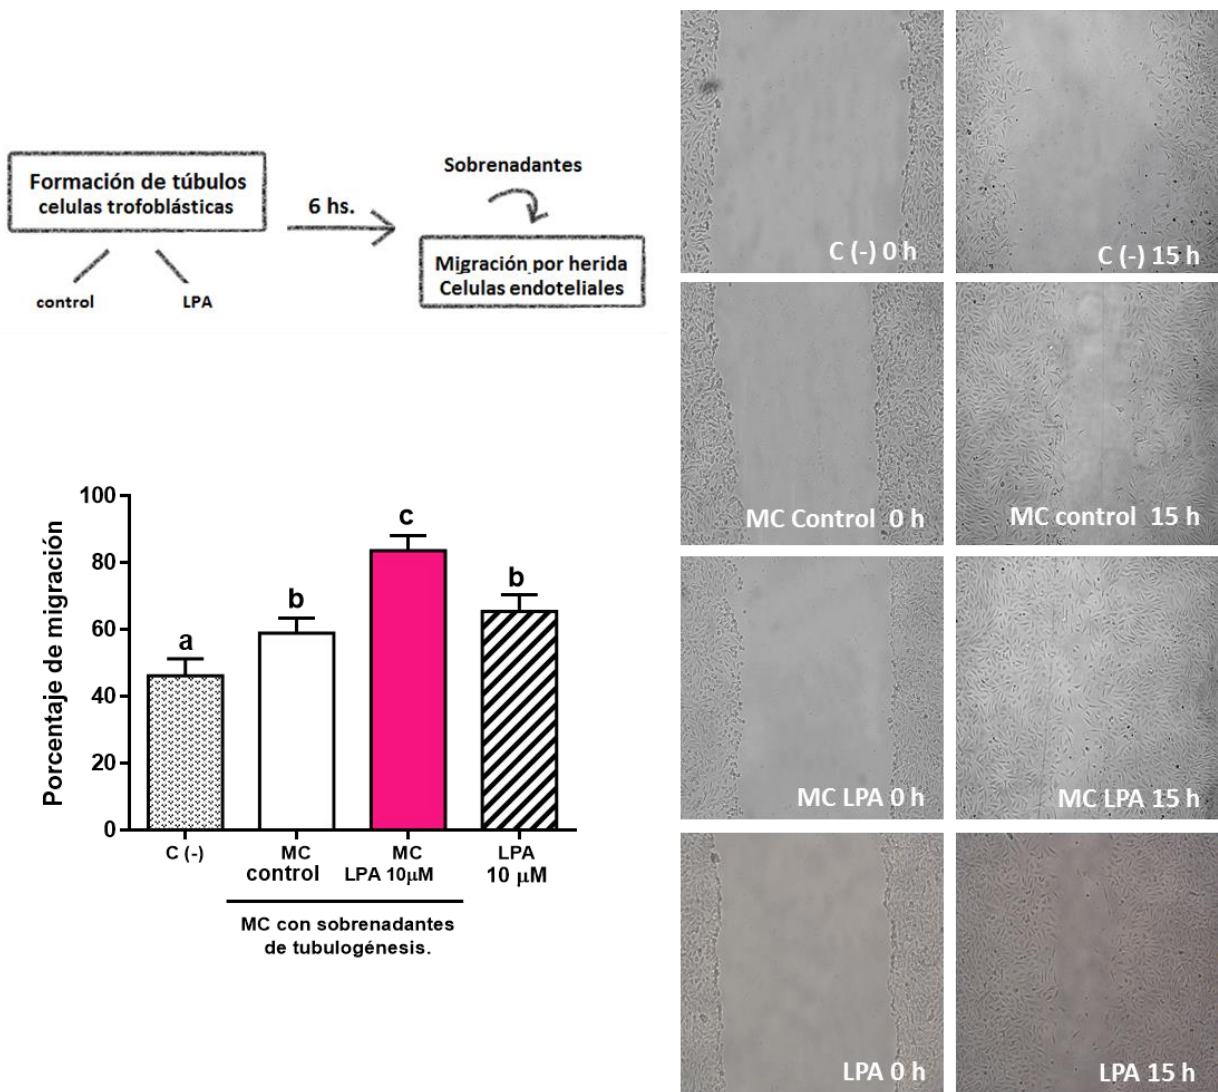 Formación de túbulos
celulas trofoblásticas
control
LPA
6 hs.
Sobrenadantes
Migración por herida
Celulas endoteliales
Porcentaje de migración
100
80
60
40
20
0
a
b
c
b
C (-)
MC
control
MC
LPA 10μM
LPA
10 μM
MC con sobrenadantes
de tubulogénesis.
C (-) 0 h
C (-) 15 h
MC Control 0 h
MC control 15 h
MC LPA 0 h
MC LPA 15 h
LPA 0 h
LPA 15 h